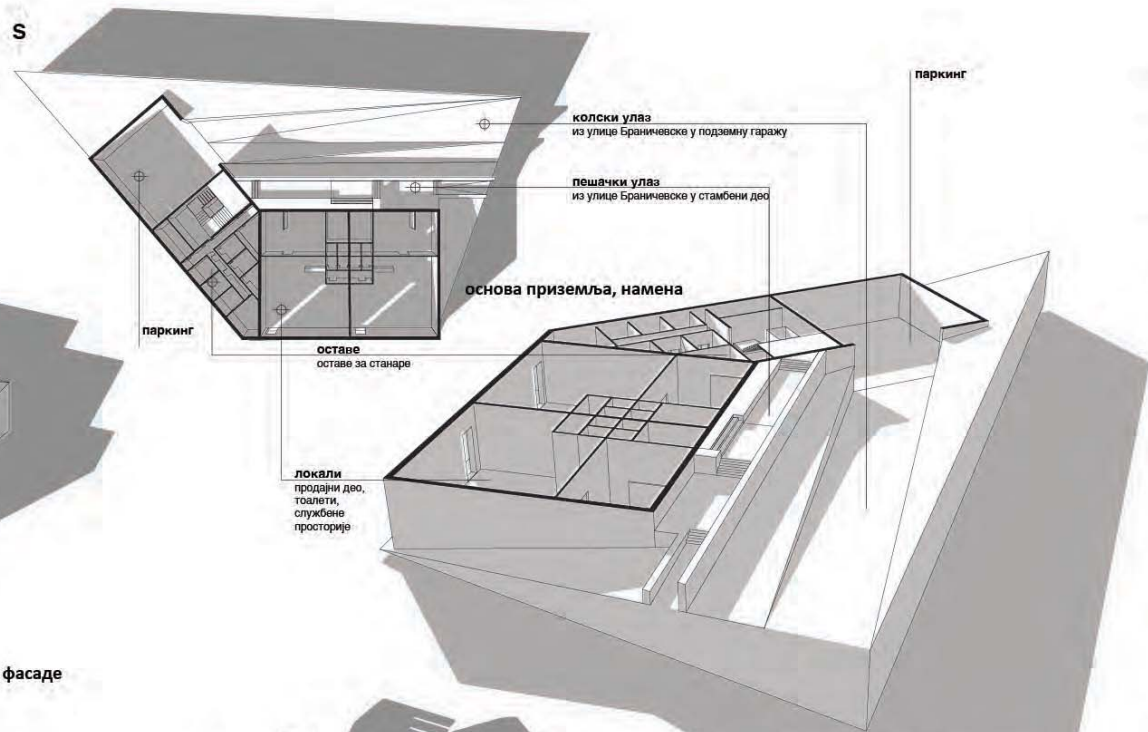 S
паркинг
колски улаз
из улице Браничевске у подземну гаражу
пешачки улаз
из улице Браничевске у стамбени део
основа приземља, намена
паркинг
оставе
оставе за станаре
локали
продајни део,
тоалети,
службене
просторије
фасаде